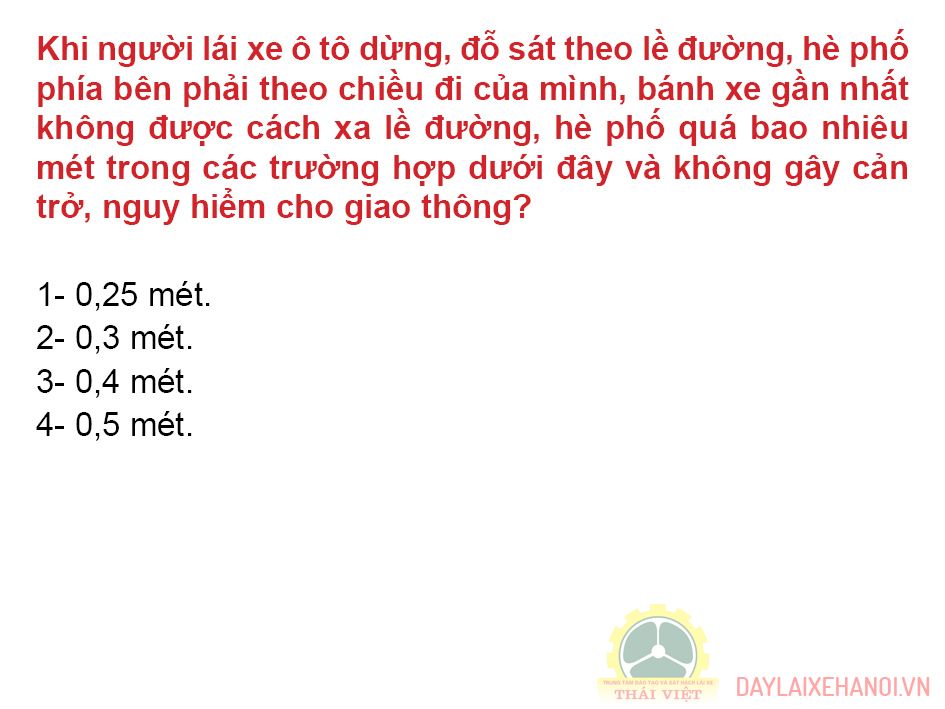 Khi người lái xe ô tô dừng, đỗ sát theo lề đường, hè phố
phía bên phải theo chiều đi của mình, bánh xe gần nhất
không được cách xa lề đường, hè phố quá bao nhiêu
mét trong các trường hợp dưới đây và không gây cản
trở, nguy hiểm cho giao thông?
1- 0,25 mét.
2- 0,3 mét.
3- 0,4 mét.
4- 0,5 mét.
TRUNG TÂM ĐÀO TẠO VÀ SÁT HẠCH LÁI XE
THÁI VIỆT
DAYLAIXEHANOI.VN